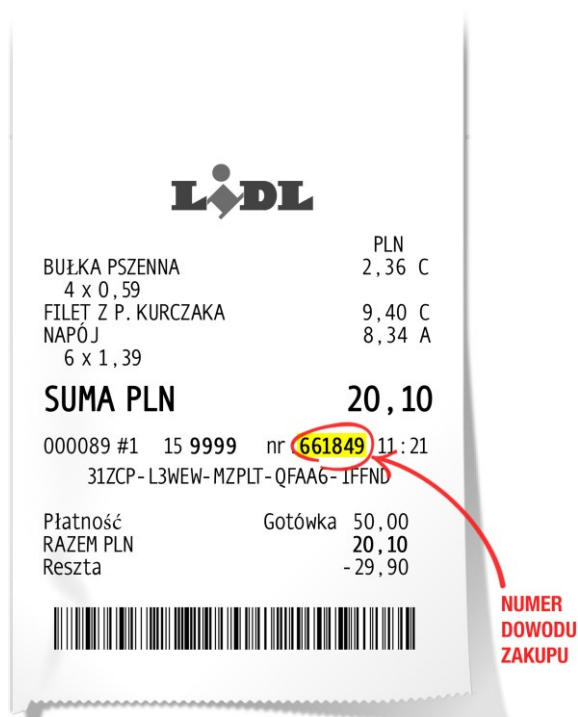 LIDL
PLN
BUŁKA PSZENNA 2,36 C
4 x 0,59
FILET Z P. KURCZAKA 9,40 C
NAPÓJ 8,34 A
6 x 1,39
SUMA PLN 20,10
000089 #1 15 9999 nr 661849 11:21
31ZCP-L3WEW-MZPLT-QFAA6-1FFND
Płatność Gotówka 50,00
RAZEM PLN 20,10
Reszta -29,90
NUMER
DOWODU
ZAKUPU